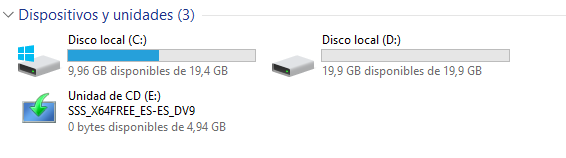 Dispositivos y unidades (3)
Disco local (C:)
9,96 GB disponibles de 19,4 GB
Disco local (D:)
19,9 GB disponibles de 19,9 GB
Unidad de CD (E:)
SSS_X64FREE_ES-ES_DV9
0 bytes disponibles de 4,94 GB